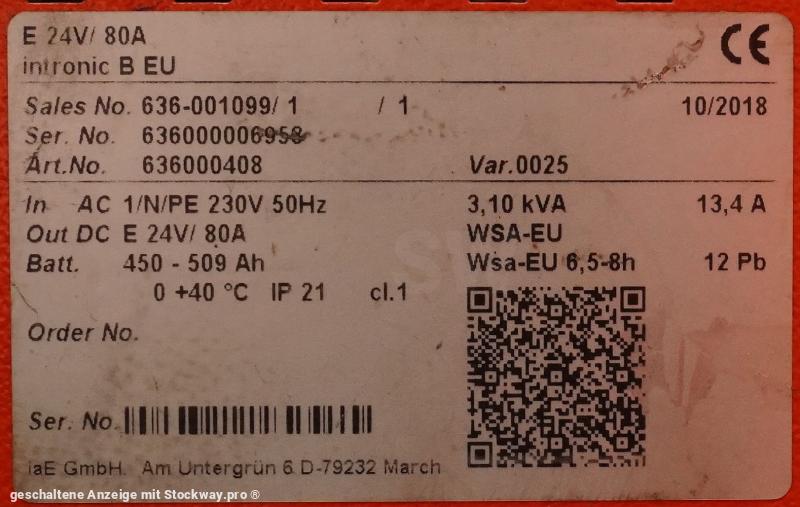 E 24V/ 80A
intronic B EU
CE
Sales No. 636-001099/ 1 / 1 10/2018
Ser. No. 636000006958
Art.No. 636000408 Var.0025
In AC 1/N/PE 230V 50Hz 3,10 kVA 13,4 A
Out DC E 24V/ 80A WSA-EU
Batt. 450 - 509 Ah Wsa-EU 6,5-8h 12 Pb
0 +40 °C IP 21 cl.1
Order No.
Ser. No.
iaE GmbH. Am Untergrün 6 D-79232 March
geschaltene Anzeige mit Stockway.pro ®